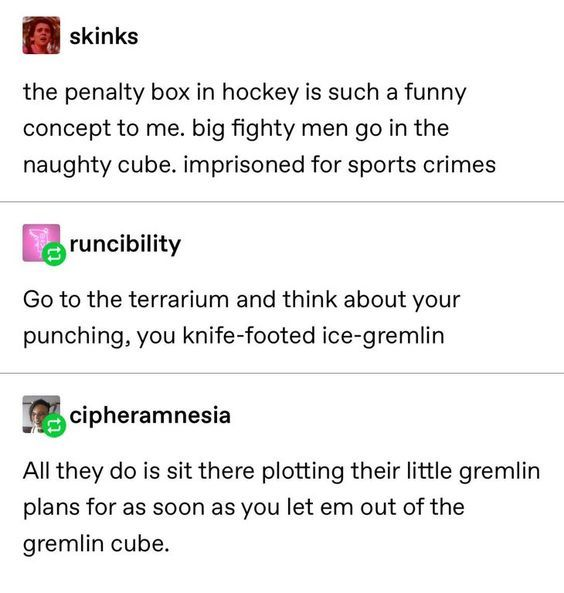 skinks
the penalty box in hockey is such a funny
concept to me. big fighty men go in the
naughty cube. imprisoned for sports crimes
runcibility
Go to the terrarium and think about your
punching, you knife-footed ice-gremlin
cipheramnesia
All they do is sit there plotting their little gremlin
plans for as soon as you let em out of the
gremlin cube.